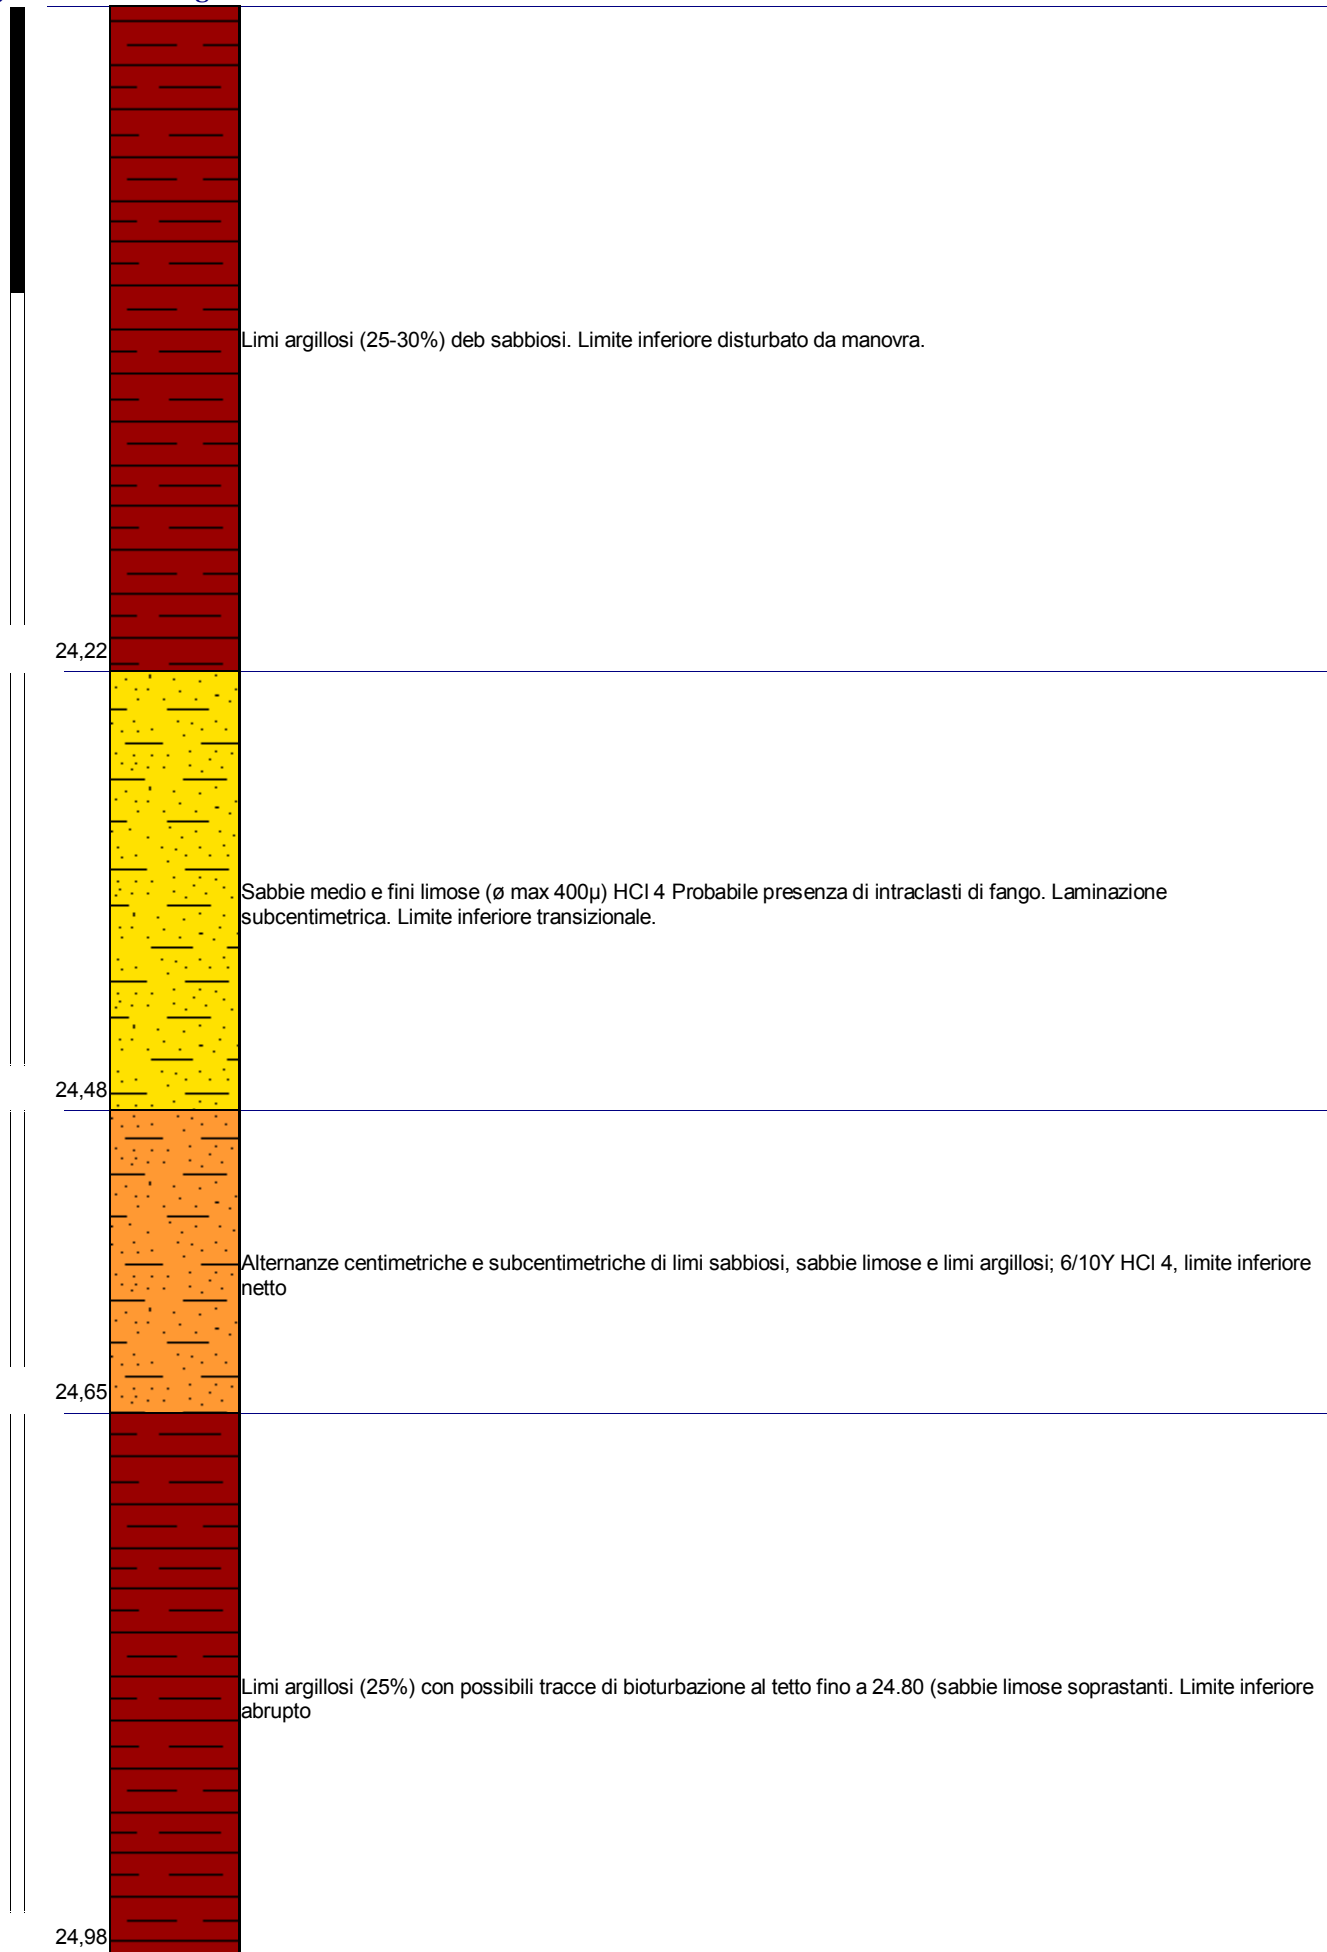 Limi argillosi (25-30%) deb sabbiosi. Limite inferiore disturbato da manovra.
24,22
Sabbie medio e fini limose (ø max 400µ) HCl 4 Probabile presenza di intraclasti di fango. Laminazione
subcentimetrica. Limite inferiore transizionale.
24,48
Alternanze centimetriche e subcentimetriche di limi sabbiosi, sabbie limose e limi argillosi; 6/10Y HCl 4, limite inferiore
netto
24,65
Limi argillosi (25%) con possibili tracce di bioturbazione al tetto fino a 24.80 (sabbie limose soprastanti. Limite inferiore
abrupto
24,98